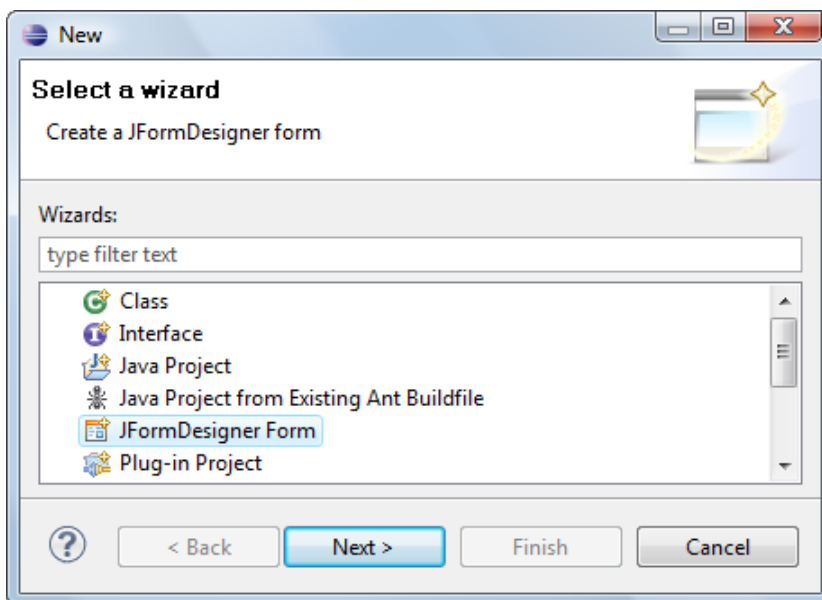 New
Select a wizard
Create a JFormDesigner form
Wizards:
type filter text
Class
Interface
Java Project
Java Project from Existing Ant Buildfile
JFormDesigner Form
Plug-in Project
? < Back Next > Finish Cancel